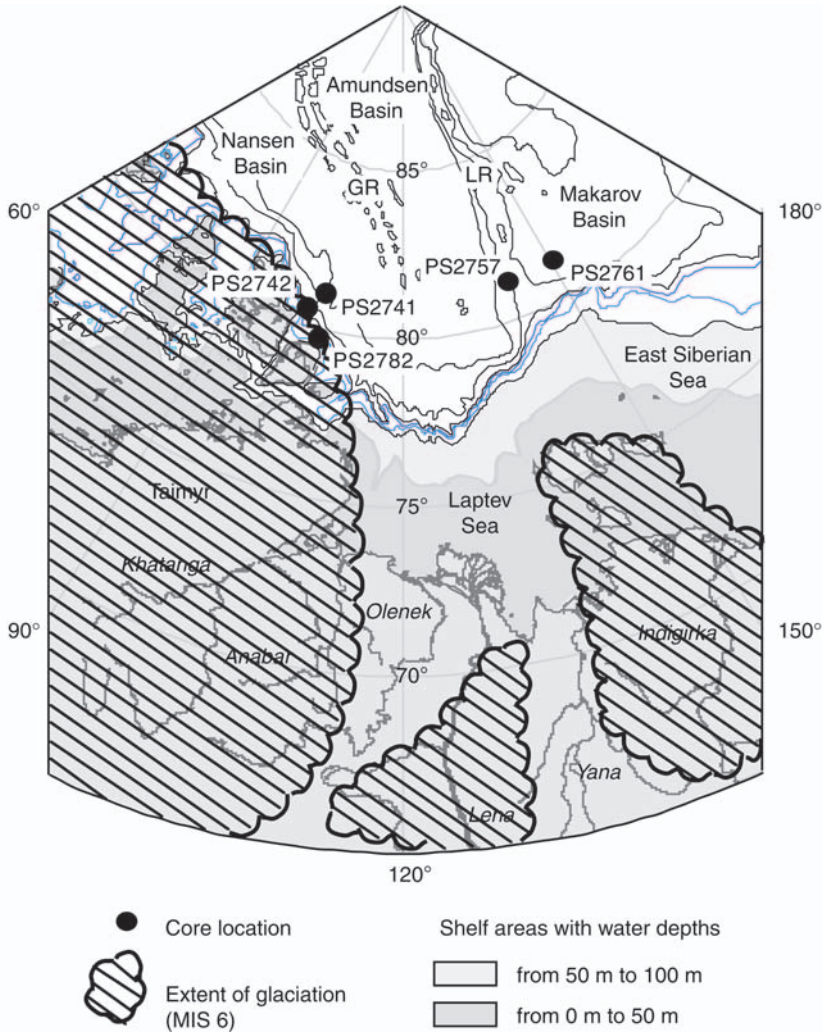 Amundsen
Basin
Nansen
Basin
85°
GR
LR
Makarov
Basin
60°
180°
PS2742
PS2757
PS2761
PS2741
80°
PS2782
East Siberian
Sea
Taimyr
75°
Laptev
Sea
Khatanga
Olenek
90°
Anabar
Indigirka
150°
70°
Yana
Lena
120°
Core location
Shelf areas with water depths
from 50 m to 100 m
Extent of glaciation
(MIS 6)
from 0 m to 50 m